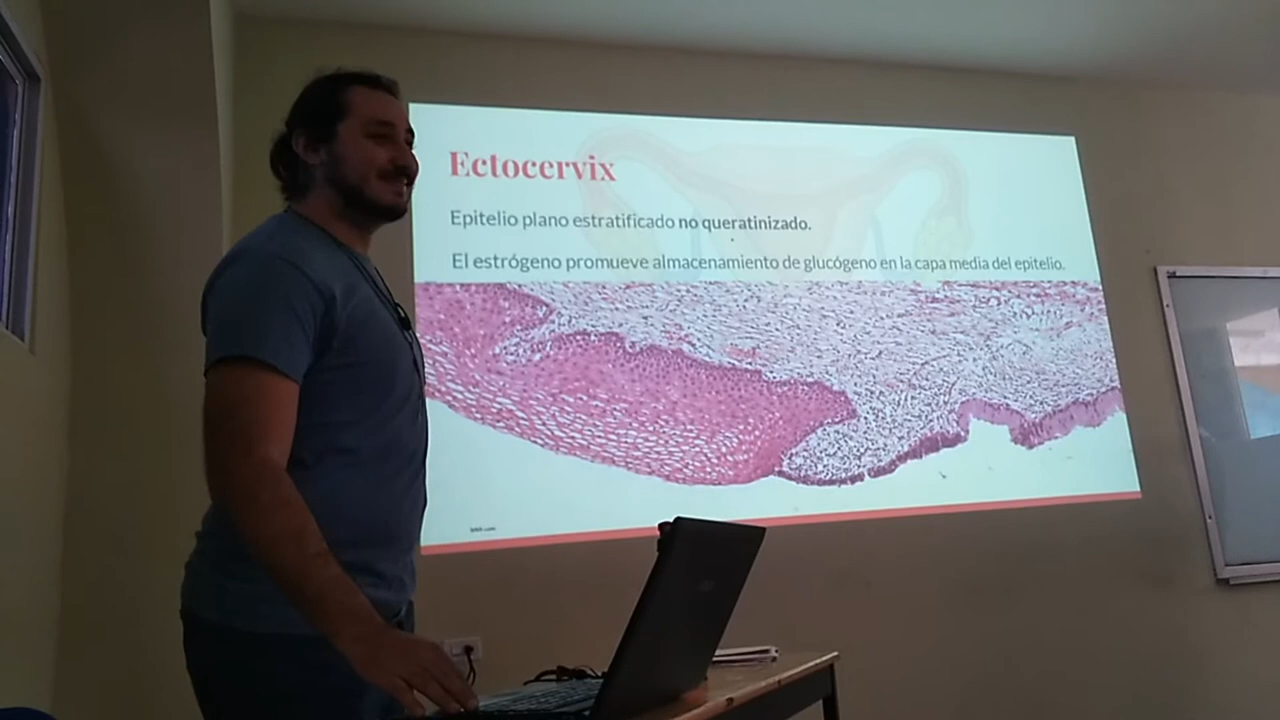 Ectocervix
Epitelio plano estratificado no queratinizado.
El estrógeno promueve almacenamiento de glucógeno en la capa media del epitelio.